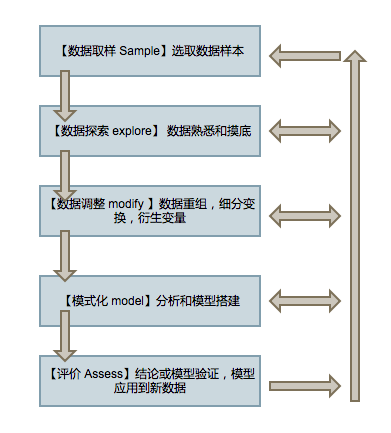 【数据取样 Sample】选取数据样本
【数据探索 explore】 数据熟悉和摸底
【数据调整 modify 】数据重组，细分变
换，衍生变量
【模式化 model】分析和模型搭建
【评价 Assess】结论或模型验证，模型
应用到新数据